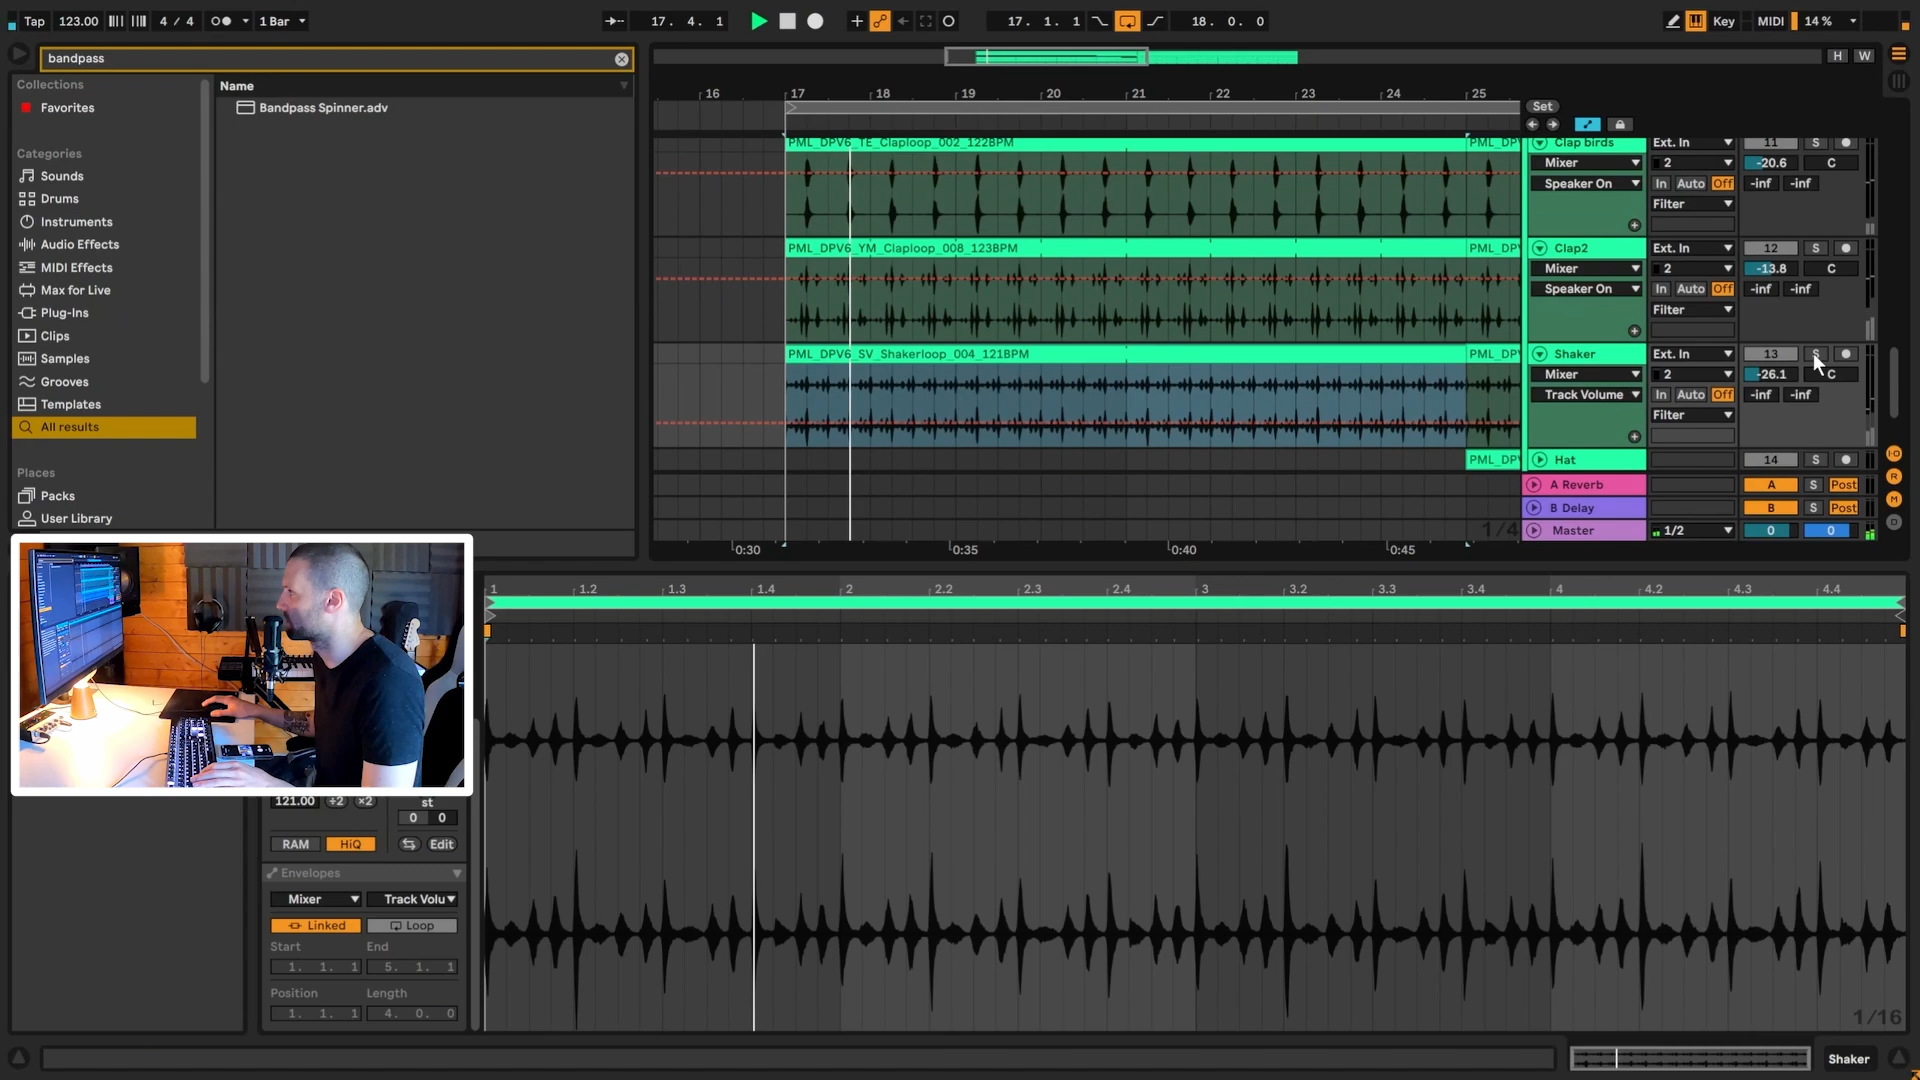 Tap 123.00 4 / 4 1 Bar 17. 4. 1 17. 1. 1 18. 0. 0 Key MIDI 14 %
bandpass
H W
Collections
Name
Favorites
Bandpass Spinner.adv
16 17 18 19 20 21 22 23 24 25
Set
Categories
Sounds
Drums
Instruments
Audio Effects
MIDI Effects
Max for Live
Plug-Ins
Clips
Samples
Grooves
Templates
All results
Places
Packs
User Library
PML_DPV6_TE_Claploop_002_122BPM PML_DP
Clap birds Ext. In 11 S
Mixer 2 -20.6 C
Speaker On In Auto Off -inf -inf
Filter
PML_DPV6_YM_Claploop_008_123BPM PML_DPV
Clap2 Ext. In 12 S
Mixer 2 -13.8 C
Speaker On In Auto Off -inf -inf
Filter
PML_DPV6_SV_Shakerloop_004_121BPM PML_DPV
Shaker Ext. In 13 S
Mixer 2 -26.1 C
Track Volume In Auto Off -inf -inf
Filter
PML_DPV Hat 14 S
A Reverb A S Post
B Delay B S Post
1/4 Master 1/2 0 0
0:30 0:35 0:40 0:45
1 1.2 1.3 1.4 2 2.2 2.3 2.4 3 3.2 3.3 3.4 4 4.2 4.3 4.4
121.00 ÷2 ×2 st
0 0
RAM HiQ Edit
Envelopes
Mixer Track Volu
Linked Loop
Start End
1. 1. 1 5. 1. 1
Position Length
1. 1. 1 4. 0. 0
1/16
Shaker